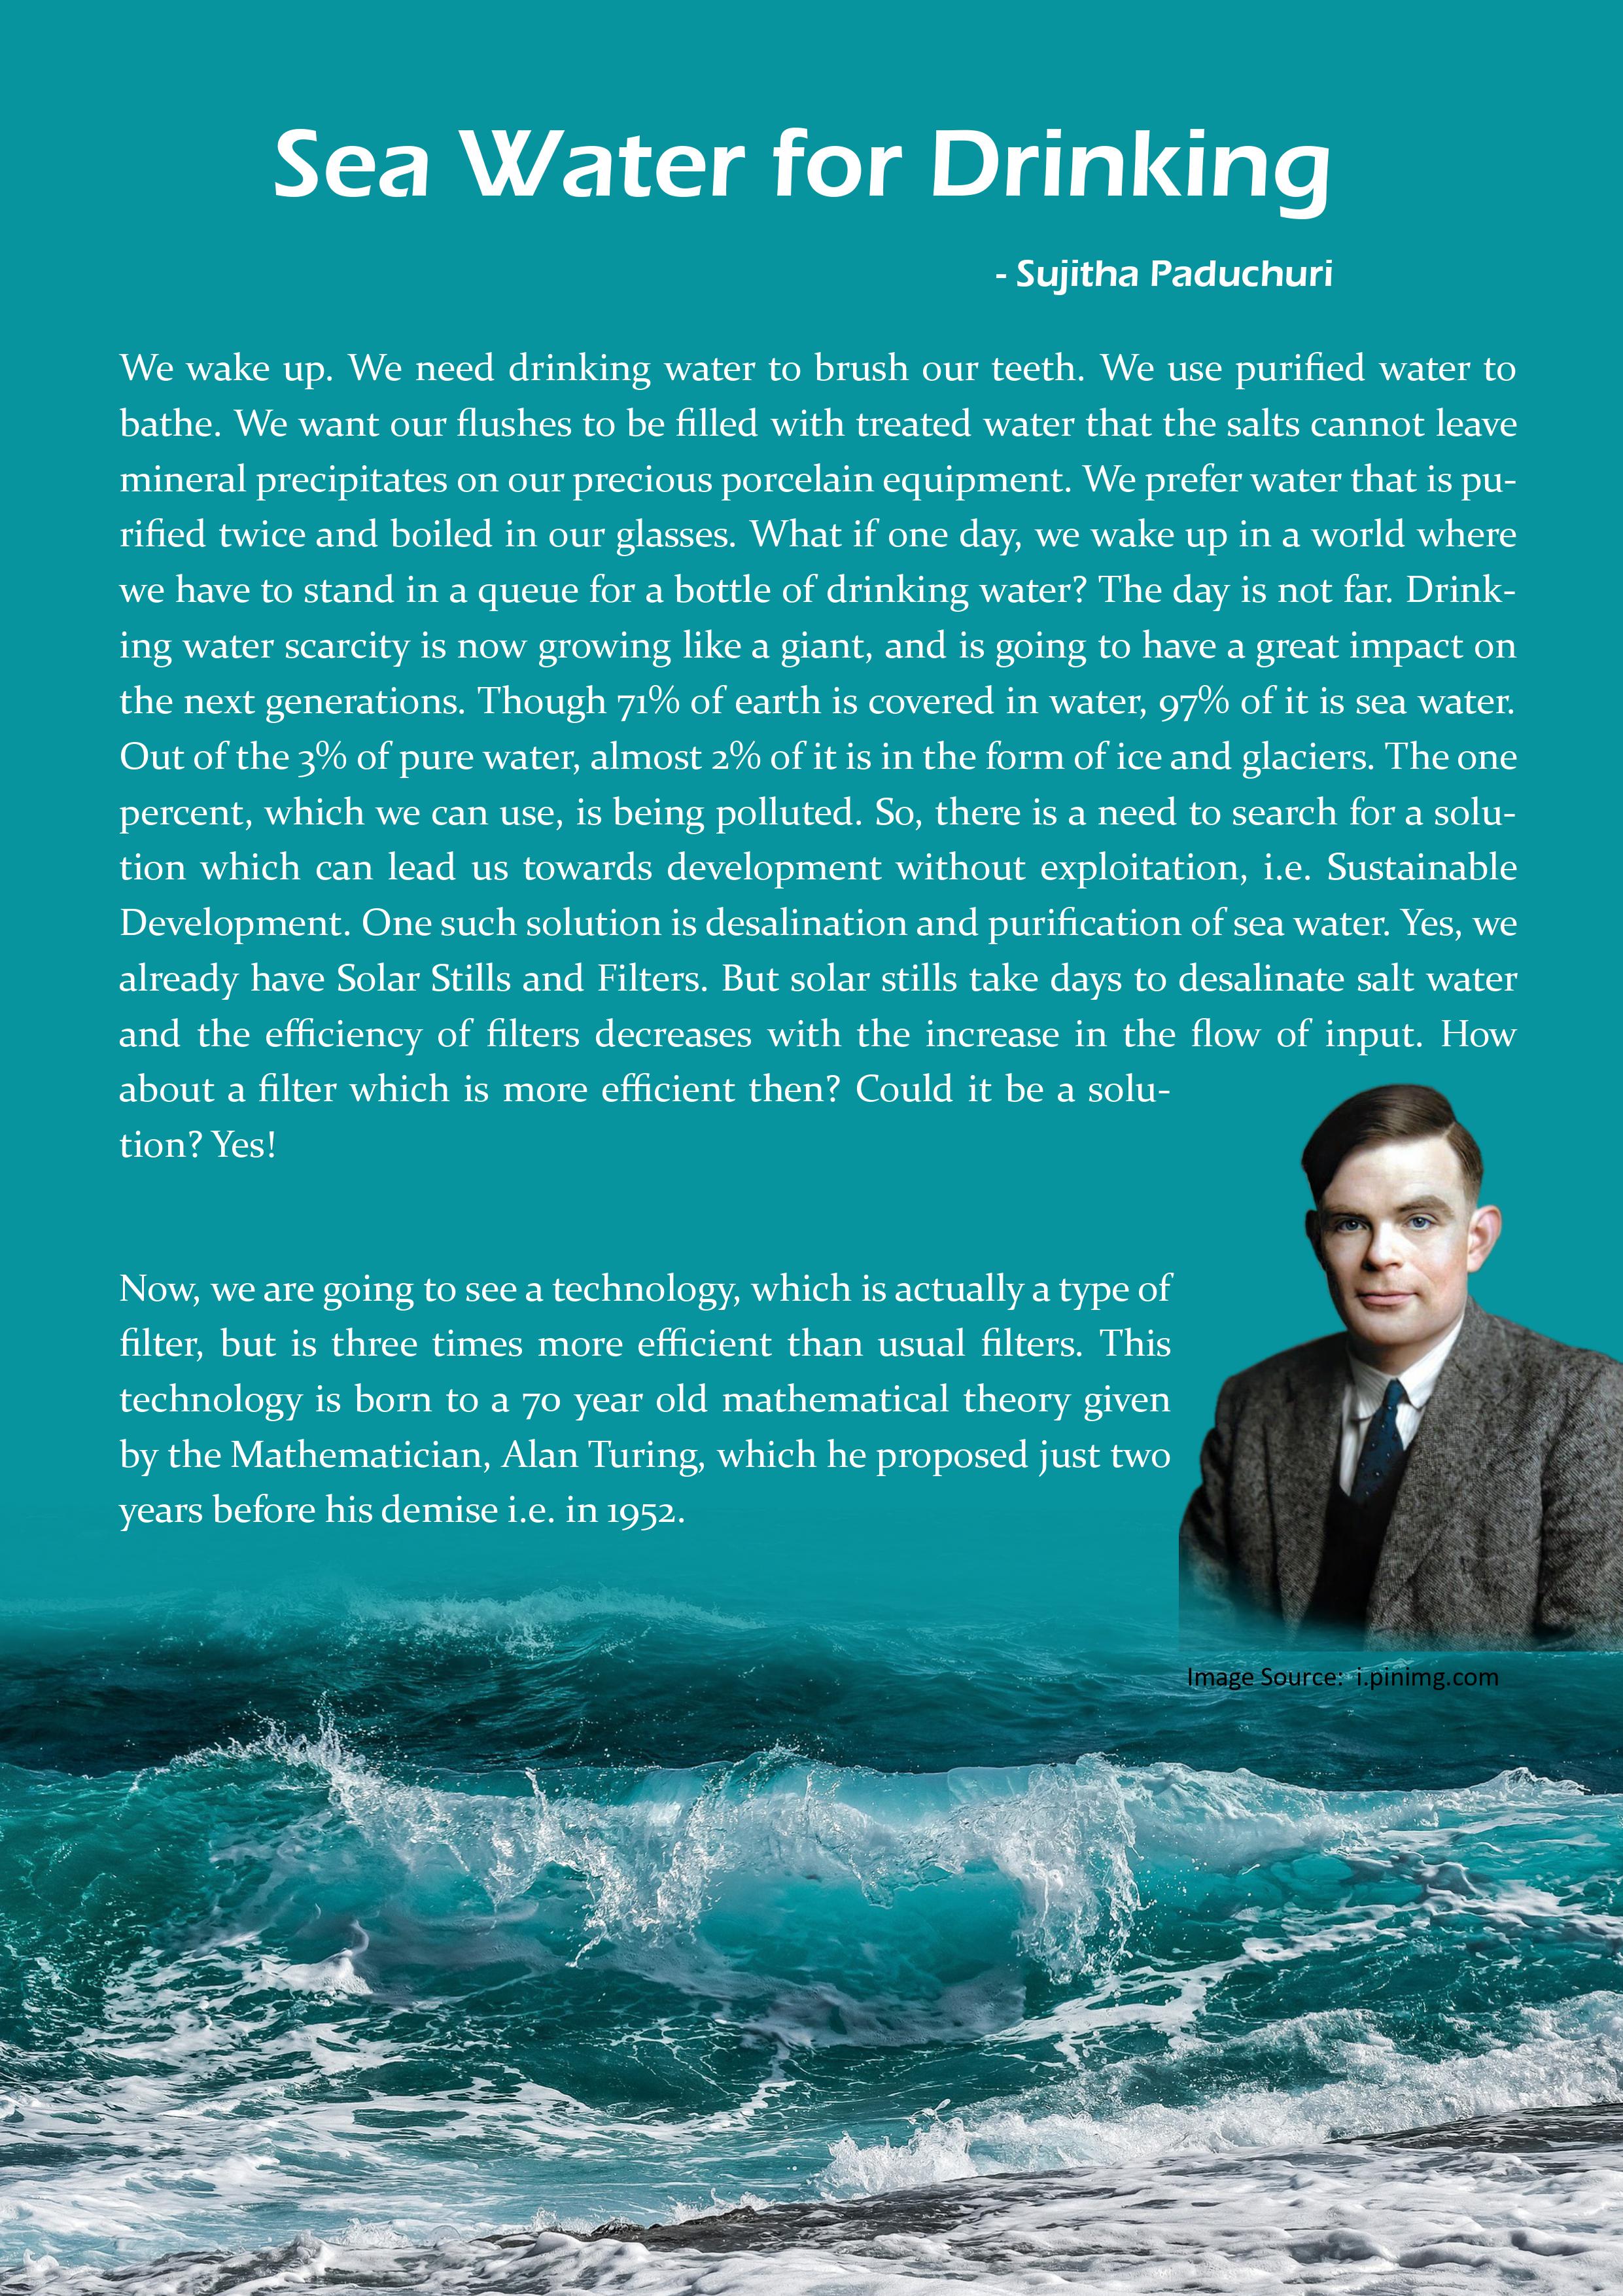 Sea Water for Drinking
- Sujitha Paduchuri
We wake up. We need drinking water to brush our teeth. We use purified water to
bathe. We want our flushes to be filled with treated water that the salts cannot leave
mineral precipitates on our precious porcelain equipment. We prefer water that is pu-
rified twice and boiled in our glasses. What if one day, we wake up in a world where
we have to stand in a queue for a bottle of drinking water? The day is not far. Drink-
ing water scarcity is now growing like a giant, and is going to have a great impact on
the next generations. Though 71% of earth is covered in water, 97% of it is sea water.
Out of the 3% of pure water, almost 2% of it is in the form of ice and glaciers. The one
percent, which we can use, is being polluted. So, there is a need to search for a solu-
tion which can lead us towards development without exploitation, i.e. Sustainable
Development. One such solution is desalination and purification of sea water. Yes, we
already have Solar Stills and Filters. But solar stills take days to desalinate salt water
and the efficiency of filters decreases with the increase in the flow of input. How
about a filter which is more efficient then? Could it be a solu-
tion? Yes!
Now, we are going to see a technology, which is actually a type of
filter, but is three times more efficient than usual filters. This
technology is born to a 70 year old mathematical theory given
by the Mathematician, Alan Turing, which he proposed just two
years before his demise i.e. in 1952.
Image Source: i.pinimg.com